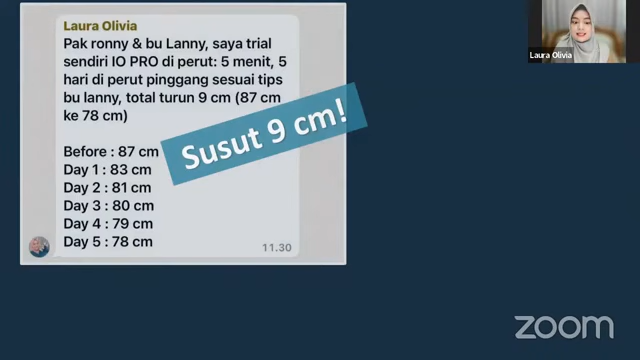 Laura Olivia
Pak ronny & bu Lanny, saya trial
sendiri IO PRO di perut: 5 menit, 5
hari di perut pinggang sesuai tips
bu lanny, total turun 9 cm (87 cm
ke 78 cm)
Susut 9 cm!
Before : 87 cm
Day 1 : 83 cm
Day 2 : 81 cm
Day 3 : 80 cm
Day 4 : 79 cm
Day 5 : 78 cm
11.30
Laura Olivia
zoom